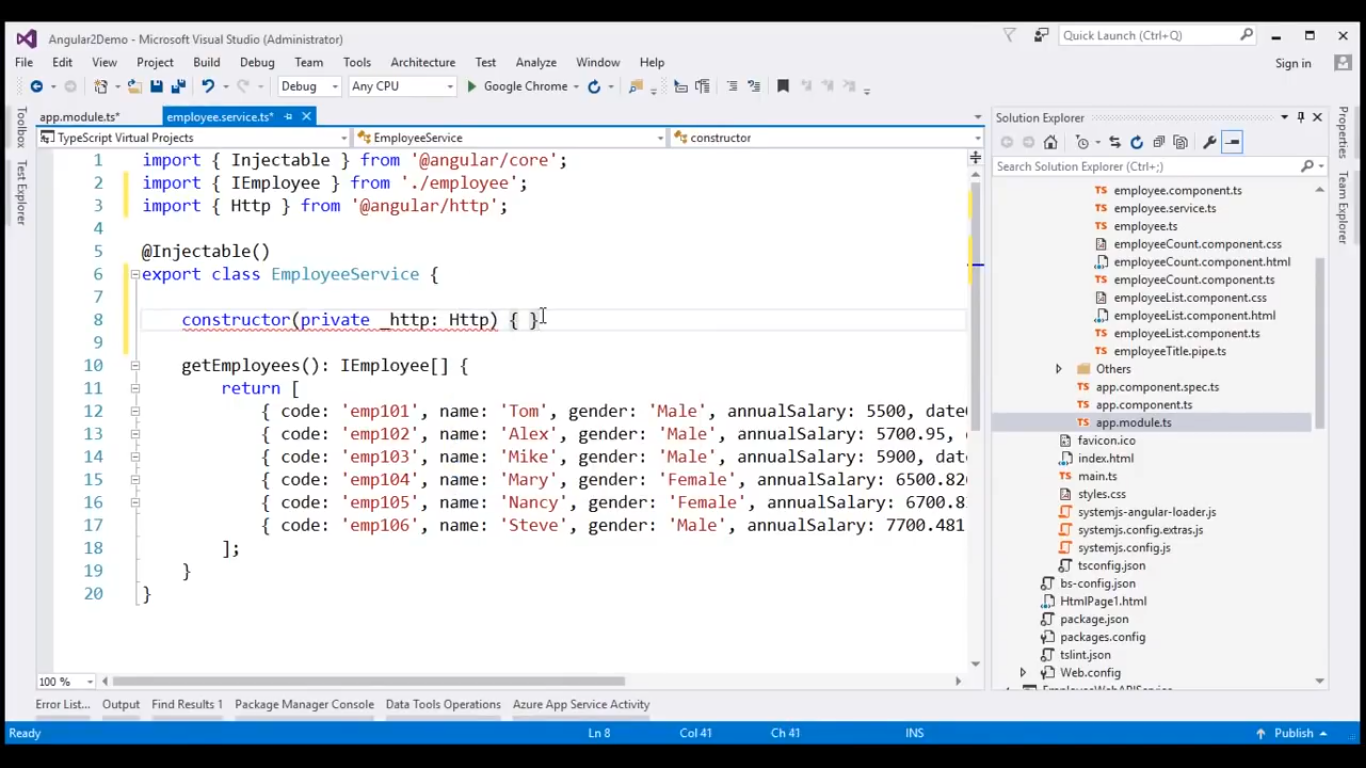 Angular2Demo - Microsoft Visual Studio (Administrator)
Quick Launch (Ctrl+Q)
File Edit View Project Build Debug Team Tools Architecture Test Analyze Window Help
Sign in
Debug Any CPU Google Chrome
Toolbox
Test Explorer
app.module.ts* employee.service.ts*
TypeScript Virtual Projects EmployeeService constructor
1 import { Injectable } from '@angular/core';
2 import { IEmployee } from './employee';
3 import { Http } from '@angular/http';
4
5 @Injectable()
6 export class EmployeeService {
7
8 constructor(private _http: Http) { }
9
10 getEmployees(): IEmployee[] {
11 return [
12 { code: 'emp101', name: 'Tom', gender: 'Male', annualSalary: 5500,
13 { code: 'emp102', name: 'Alex', gender: 'Male', annualSalary: 5700.95,
14 { code: 'emp103', name: 'Mike', gender: 'Male', annualSalary: 5900,
15 { code: 'emp104', name: 'Mary', gender: 'Female', annualSalary:
16 { code: 'emp105', name: 'Nancy', gender: 'Female', annualSalary:
17 { code: 'emp106', name: 'Steve', gender: 'Male', annualSalary: 7700.481
18 ];
19 }
20 }
100 %
Solution Explorer
Search Solution Explorer (Ctrl+;)
employee.component.ts
employee.service.ts
employee.ts
employeeCount.component.css
employeeCount.component.html
employeeCount.component.ts
employeeList.component.css
employeeList.component.html
employeeList.component.ts
employeeTitle.pipe.ts
Others
app.component.spec.ts
app.component.ts
app.module.ts
favicon.ico
index.html
main.ts
styles.css
systemjs-angular-loader.js
systemjs.config.extras.js
systemjs.config.js
tsconfig.json
bs-config.json
HtmlPage1.html
package.json
packages.config
tslint.json
Web.config
Properties
Team Explorer
Error List... Output Find Results 1 Package Manager Console Data Tools Operations Azure App Service Activity
Ready Ln 8 Col 41 Ch 41 INS Publish